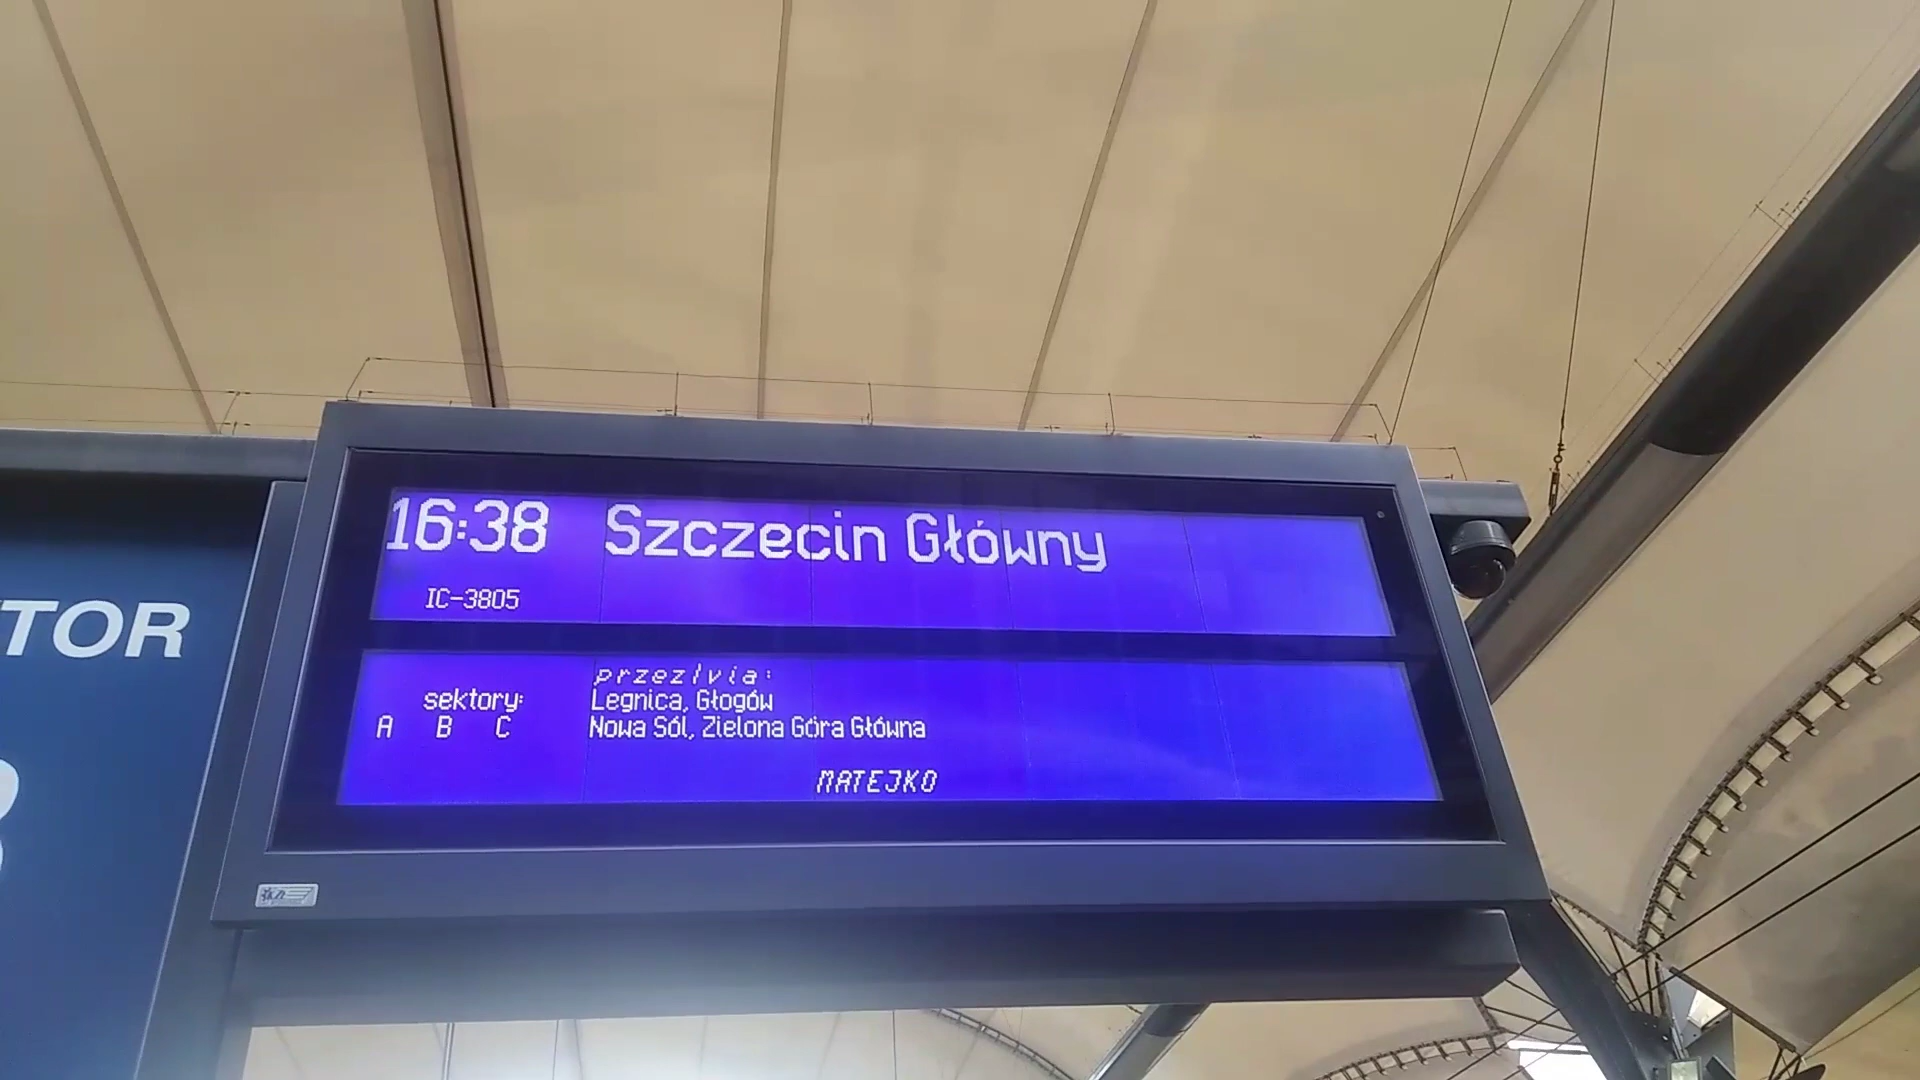 16:38 Szczecin Główny
IC-3805
przez/via:
sektory: Legnica, Głogów
A B C Nowa Sól, Zielona Góra Główna
MATEJKO
TOR